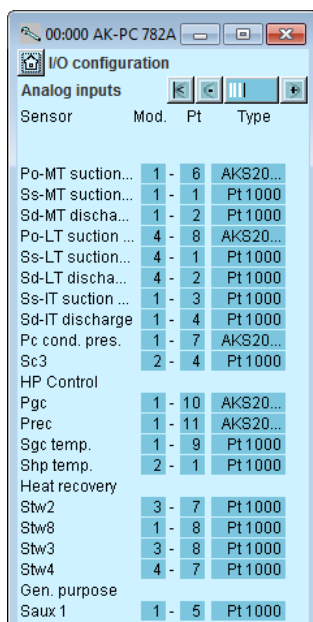 00:000 AK-PC 782A
I/O configuration
Analog inputs
Sensor Mod. Pt Type
Po-MT suction... 1 - 6 AKS20...
Ss-MT suction... 1 - 1 Pt 1000
Sd-MT discha... 1 - 2 Pt 1000
Po-LT suction ... 4 - 8 AKS20...
Ss-LT suction ... 4 - 1 Pt 1000
Sd-LT discha... 4 - 2 Pt 1000
Ss-IT suction ... 1 - 3 Pt 1000
Sd-IT discharge 1 - 4 Pt 1000
Pc cond. pres. 1 - 7 AKS20...
Sc3 2 - 4 Pt 1000
HP Control
Pgc 1 - 10 AKS20...
Prec 1 - 11 AKS20...
Sgc temp. 1 - 9 Pt 1000
Shp temp. 2 - 1 Pt 1000
Heat recovery
Stw2 3 - 7 Pt 1000
Stw8 1 - 8 Pt 1000
Stw3 3 - 8 Pt 1000
Stw4 4 - 7 Pt 1000
Gen. purpose
Saux 1 1 - 5 Pt 1000